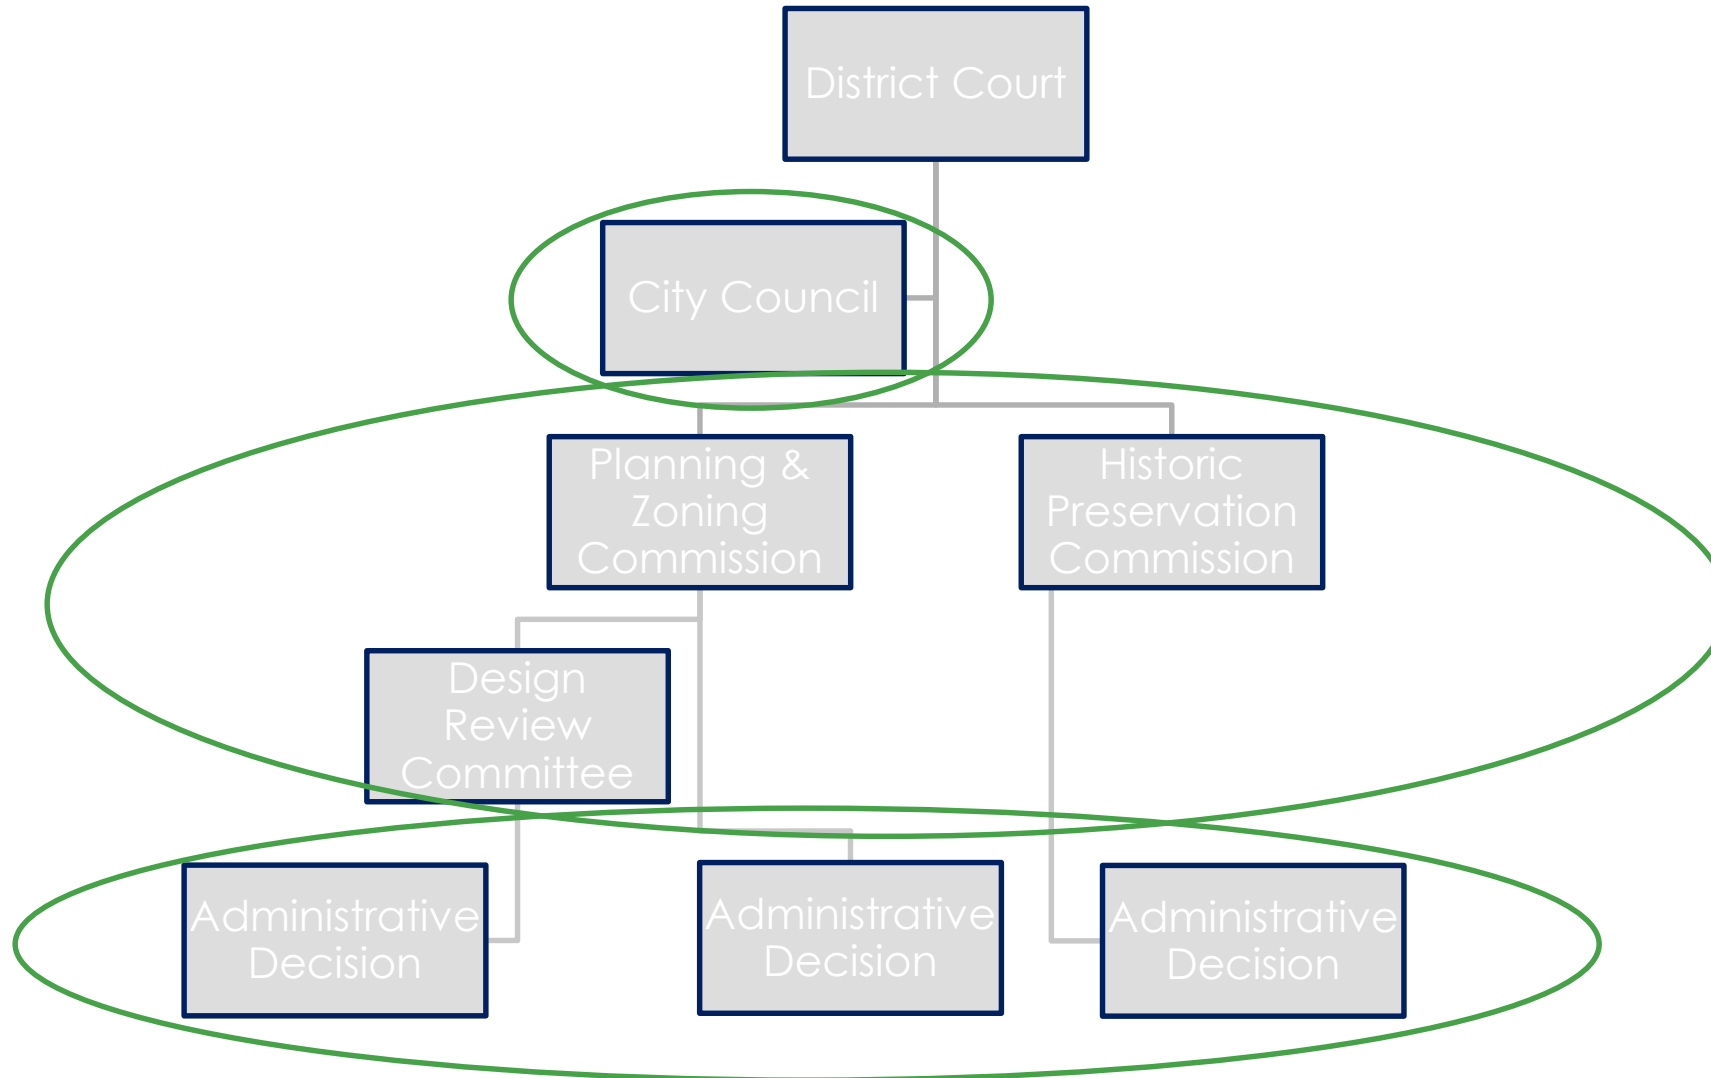 District Court
City Council
Planning &
Zoning
Commission
Historic
Preservation
Commission
Design
Review
Committee
Administrative
Decision
Administrative
Decision
Administrative
Decision